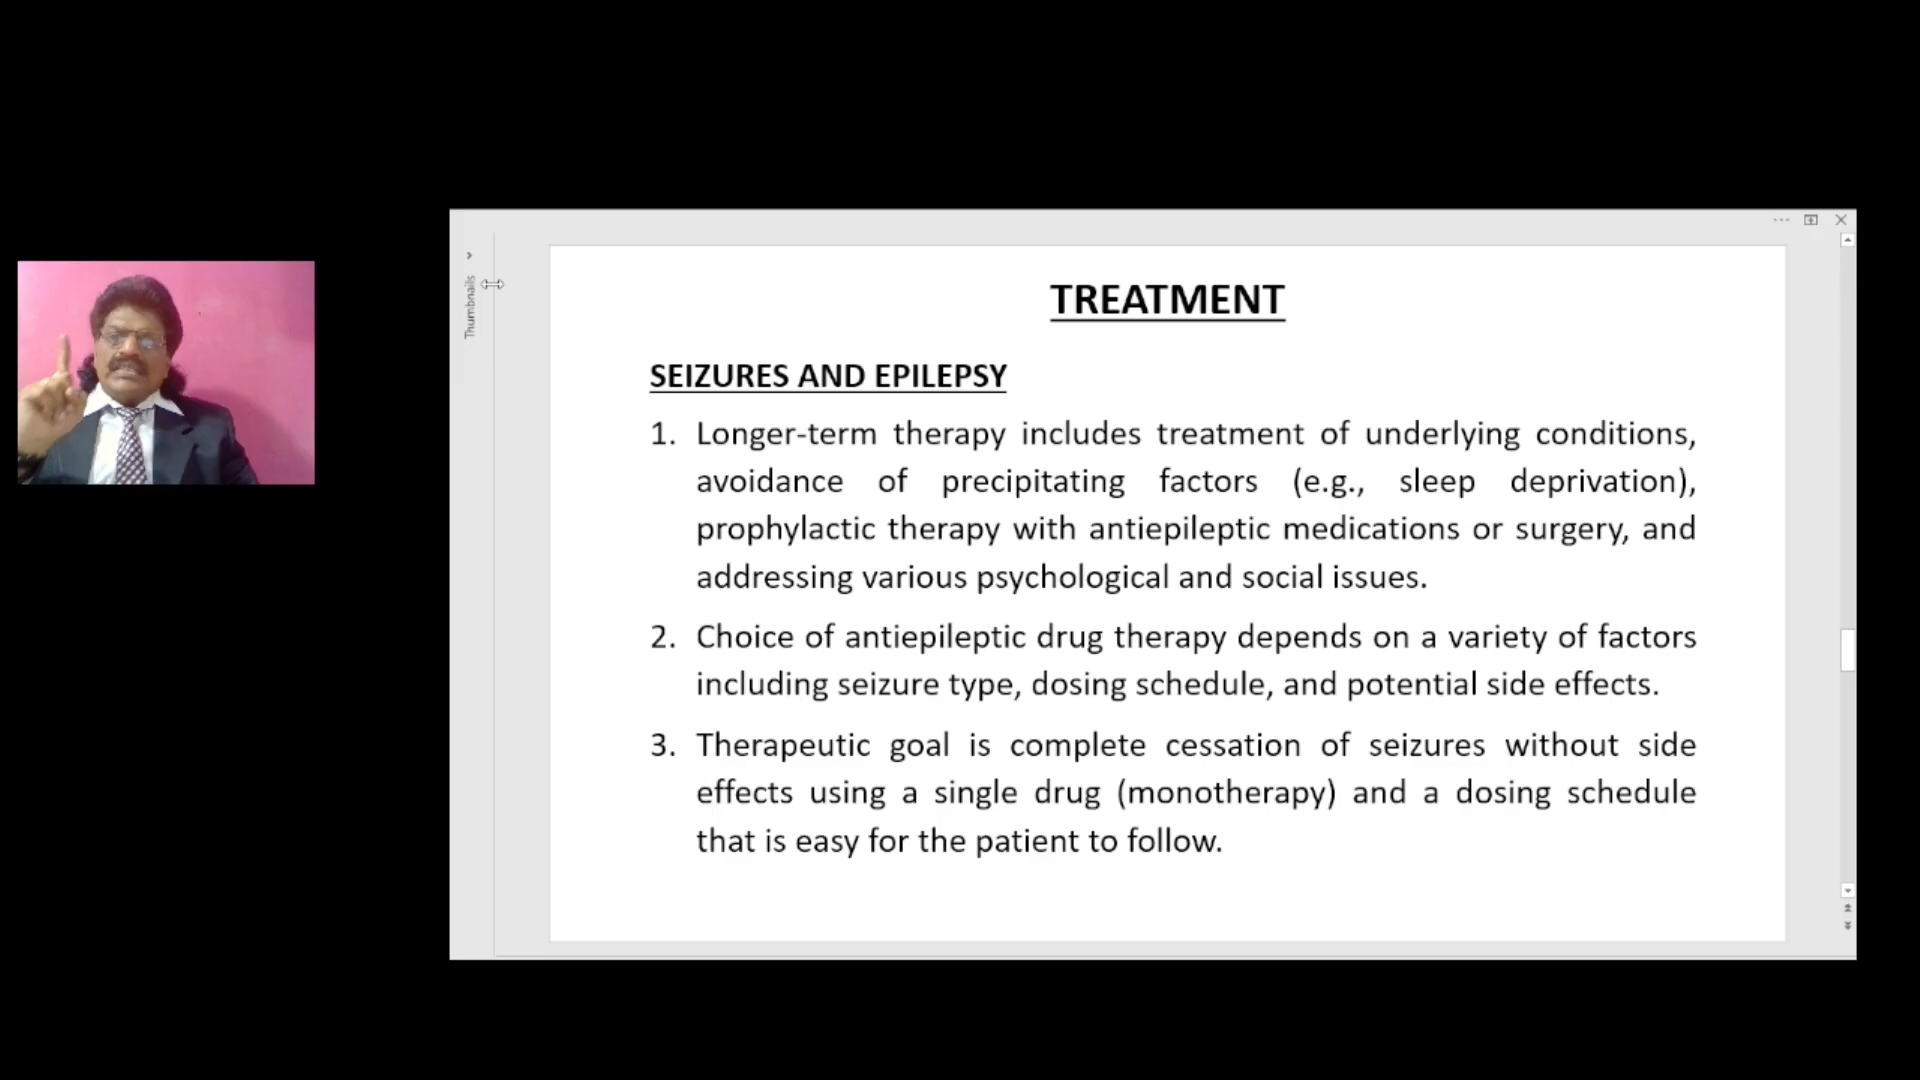 Thumbnails
TREATMENT
SEIZURES AND EPILEPSY
1. Longer-term therapy includes treatment of underlying conditions,
avoidance of precipitating factors (e.g., sleep deprivation),
prophylactic therapy with antiepileptic medications or surgery, and
addressing various psychological and social issues.
2. Choice of antiepileptic drug therapy depends on a variety of factors
including seizure type, dosing schedule, and potential side effects.
3. Therapeutic goal is complete cessation of seizures without side
effects using a single drug (monotherapy) and a dosing schedule
that is easy for the patient to follow.